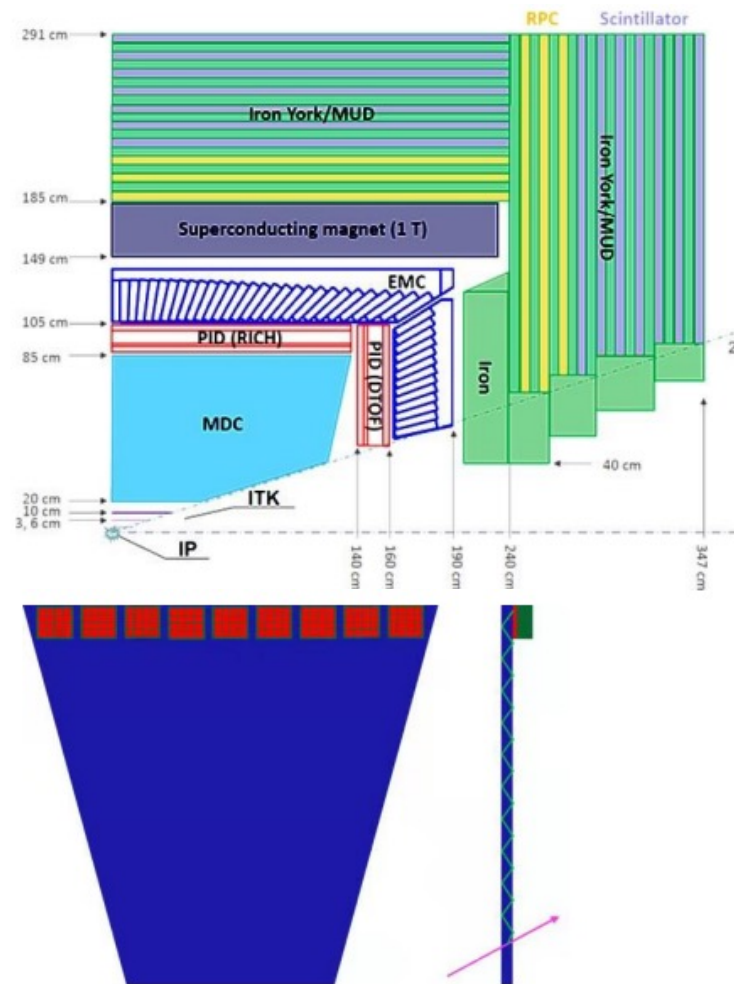 RPC Scintillator
291 cm
Iron York/MUD
185 cm
Superconducting magnet (1 T)
149 cm
EMC
105 cm
PID (RICH)
85 cm
PID (DTOF)
Iron
Iron York/MUD
MDC
20 cm
10 cm
3, 6 cm
ITK
40 cm
IP
140 cm
160 cm
190 cm
240 cm
347 cm
2